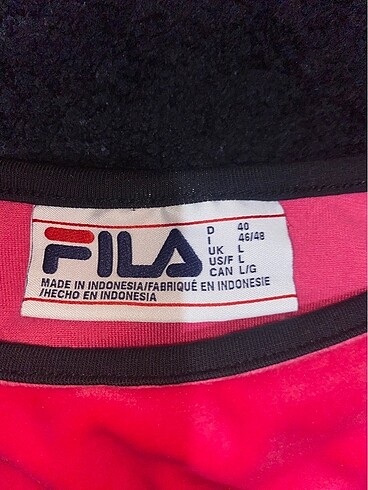 FILA
D 40
I 46/48
UK L
US/F L
CAN L/G
MADE IN INDONESIA/FABRIQUÉ EN INDONESIE
/HECHO EN INDONESIA